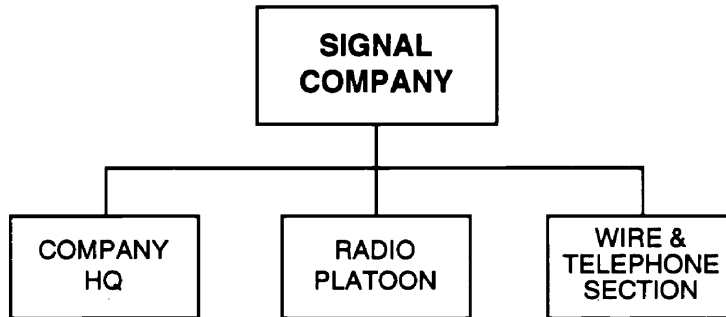 SIGNAL
COMPANY
COMPANY
HQ
RADIO
PLATOON
WIRE &
TELEPHONE
SECTION